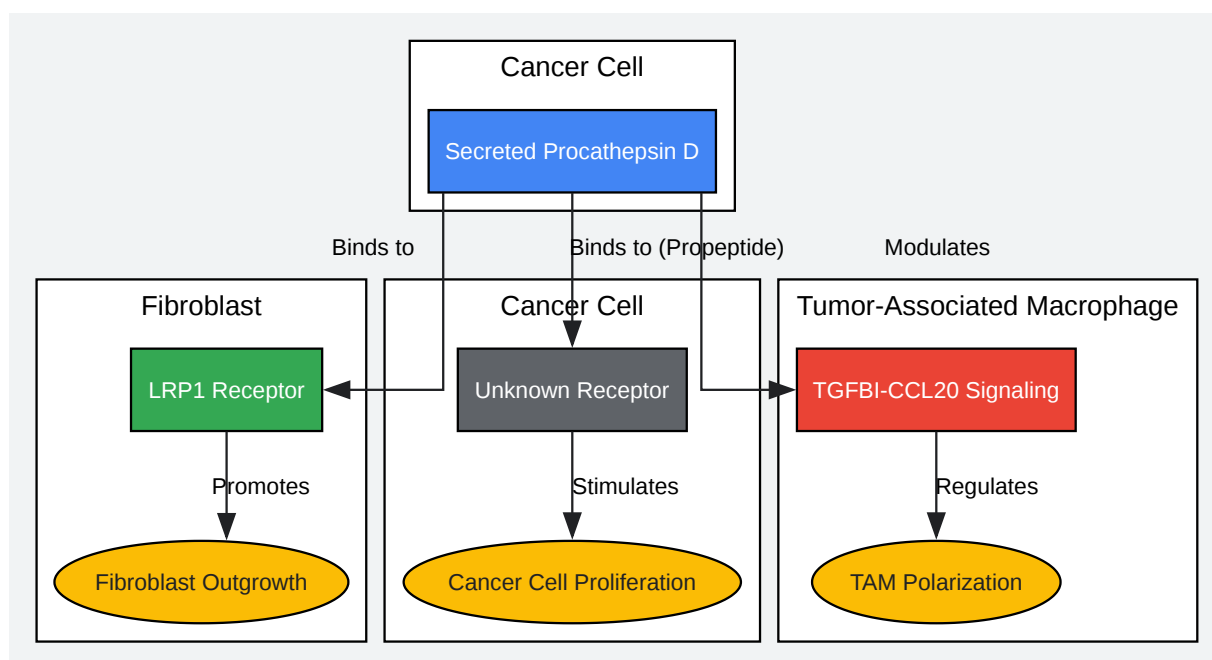 Cancer Cell
Secreted Procathepsin D
Binds to
Binds to (Propeptide)
Modulates
Fibroblast
Cancer Cell
Tumor-Associated Macrophage
LRP1 Receptor
Unknown Receptor
TGFBI-CCL20 Signaling
Promotes
Stimulates
Regulates
Fibroblast Outgrowth
Cancer Cell Proliferation
TAM Polarization